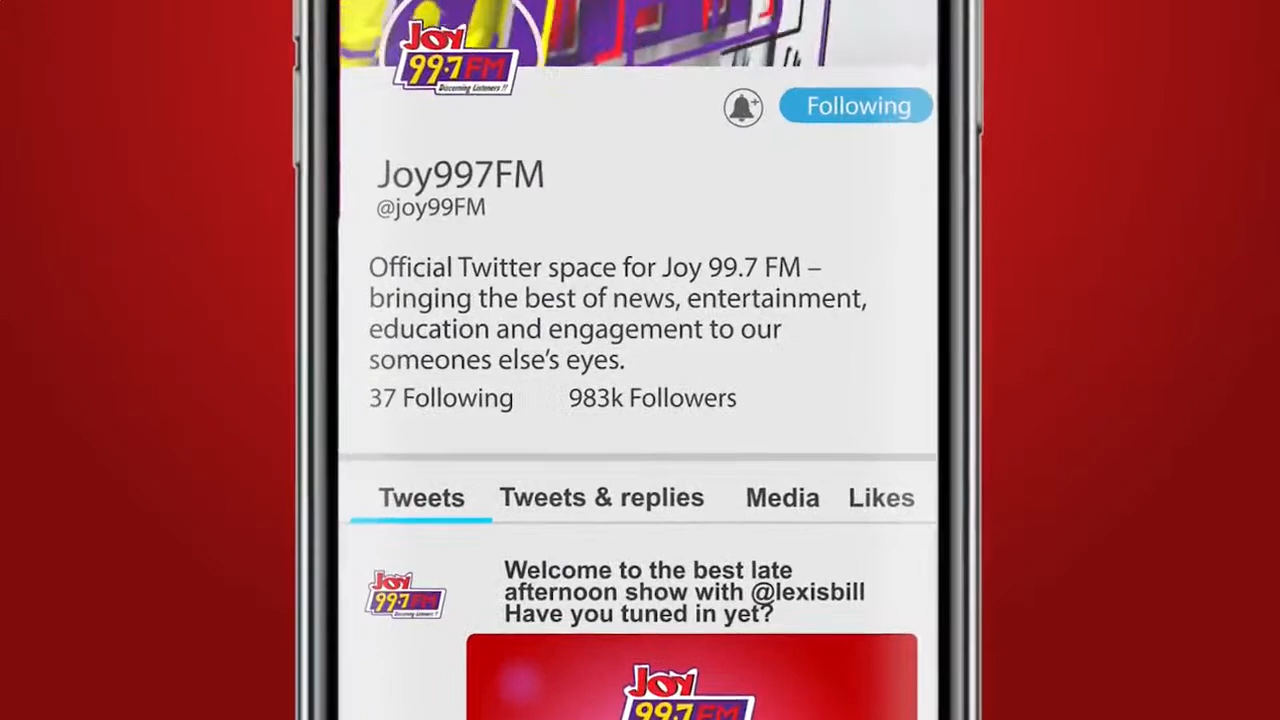 Joy
99.7 FM
Discerning Listeners !!
Following
Joy997FM
@joy99FM
Official Twitter space for Joy 99.7 FM –
bringing the best of news, entertainment,
education and engagement to our
someones else’s eyes.
37 Following 983k Followers
Tweets Tweets & replies Media Likes
Joy
99.7 FM
Discerning Listeners !!
Welcome to the best late
afternoon show with @lexisbill
Have you tuned in yet?
Joy
99.7 FM